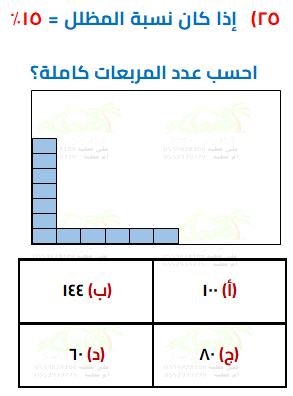 ٢٥) إذا كان نسبة المظلل = ١٥٪
احسب عدد المربعات كاملة؟
(أ) ١٠٠
(ب) ١٤٤
(ج) ٨٠
(د) ٦٠